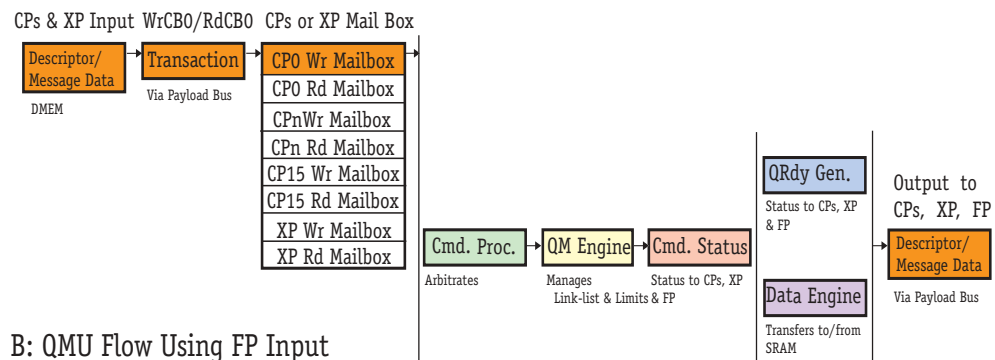 CPs & XP Input WrCB0/RdCB0 CPs or XP Mail Box
Descriptor/
Message Data
DMEM
Transaction
Via Payload Bus
CP0 Wr Mailbox
CP0 Rd Mailbox
CPnWr Mailbox
CPn Rd Mailbox
CP15 Wr Mailbox
CP15 Rd Mailbox
XP Wr Mailbox
XP Rd Mailbox
Cmd. Proc.
Arbitrates
QM Engine
Manages
Link-list & Limits
Cmd. Status
Status to CPs, XP
& FP
QRdy Gen.
Status to CPs, XP
& FP
Data Engine
Transfers to/from
SRAM
Output to
CPs, XP, FP
Descriptor/
Message Data
Via Payload Bus
B: QMU Flow Using FP Input